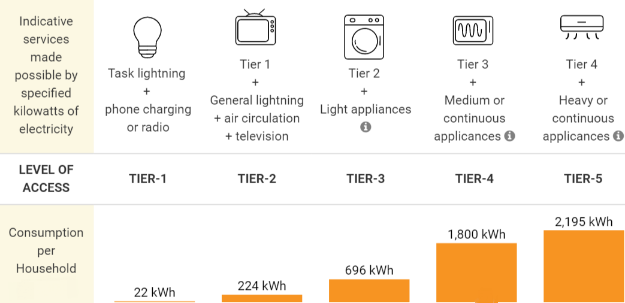 Indicative
services
made
possible by
specified
kilowatts of
electricity
Task lightning
+
phone charging
or radio
Tier 1
+
General lightning
+ air circulation
+ television
Tier 2
+
Light appliances
Tier 3
+
Medium or
continuous
applicances
Tier 4
+
Heavy or
continuous
applicances
LEVEL OF
ACCESS
TIER-1
TIER-2
TIER-3
TIER-4
TIER-5
Consumption
per
Household
22 kWh
224 kWh
696 kWh
1,800 kWh
2,195 kWh